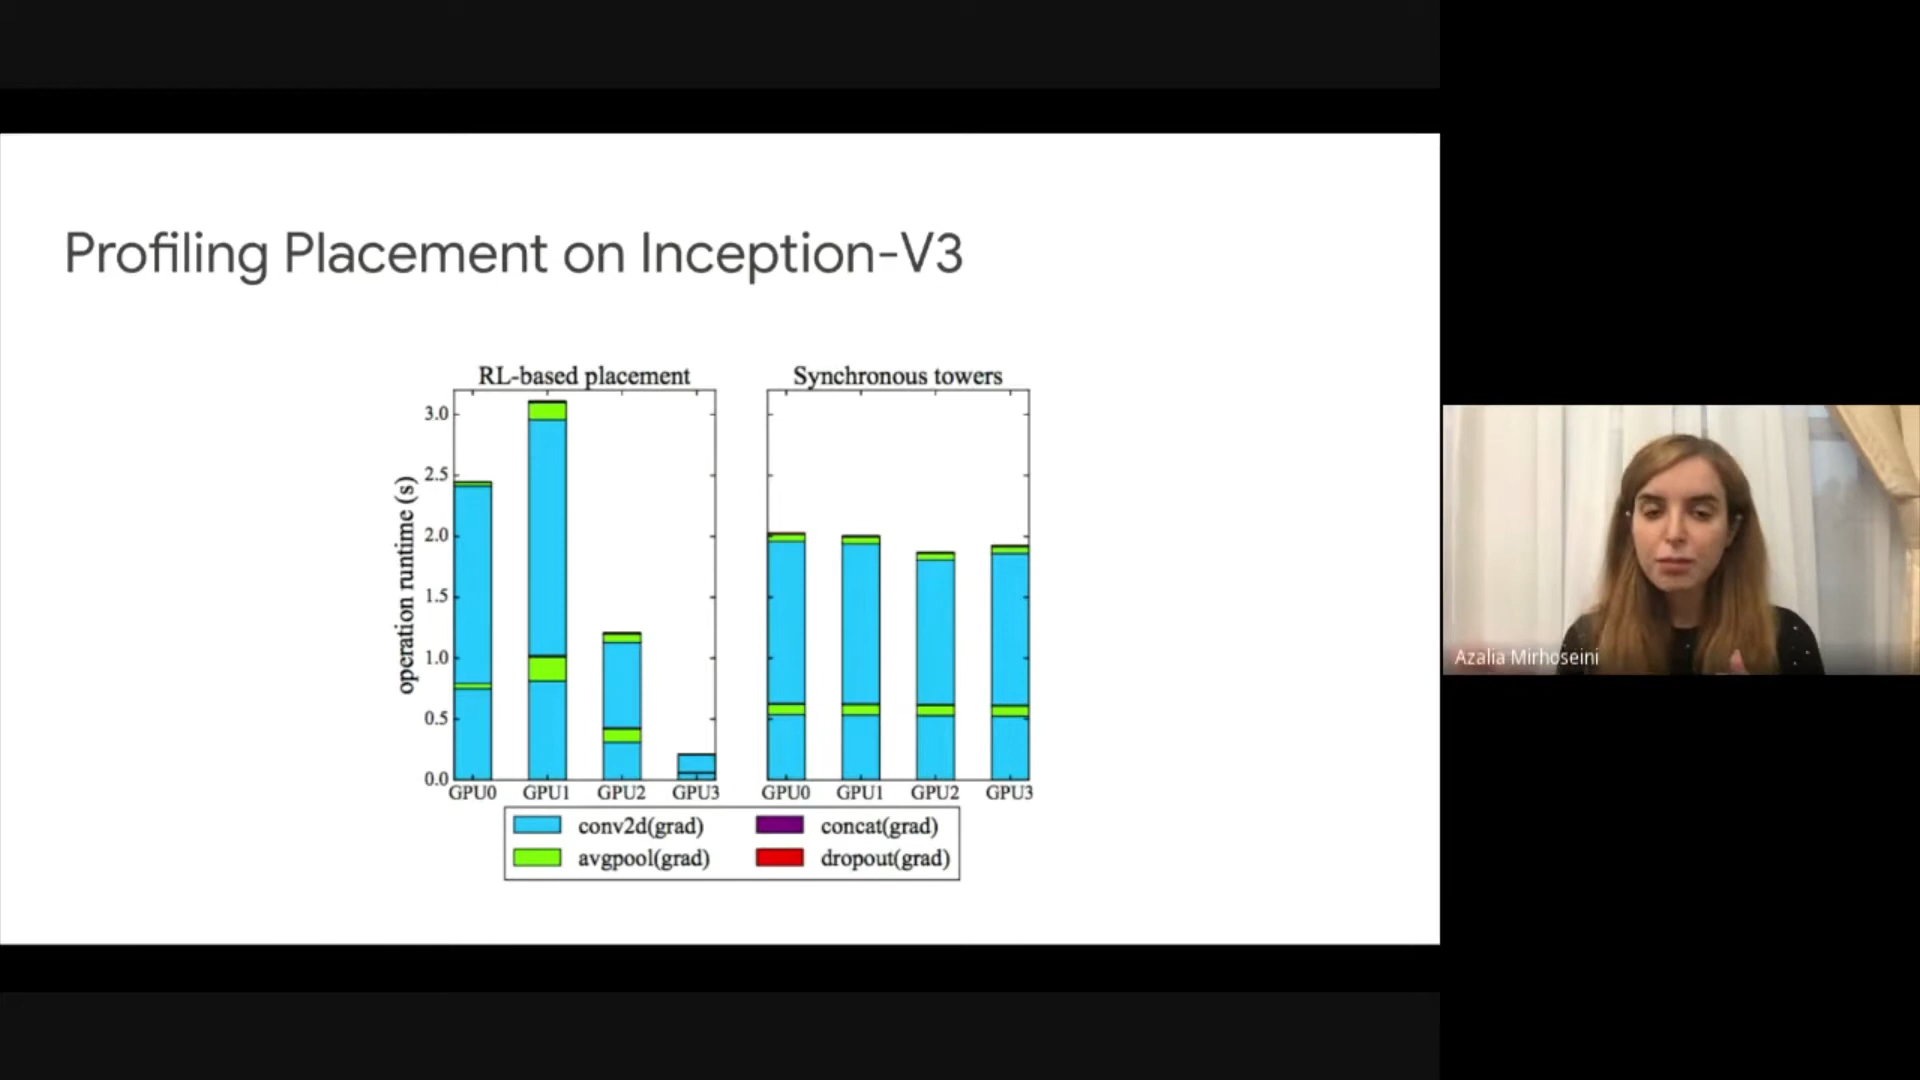 Profiling Placement on Inception-V3
RL-based placement
Synchronous towers
operation runtime (s)
3.0
2.5
2.0
1.5
1.0
0.5
0.0
GPU0 GPU1 GPU2 GPU3
GPU0 GPU1 GPU2 GPU3
conv2d(grad)
concat(grad)
avgpool(grad)
dropout(grad)
Azalia Mirhoseini